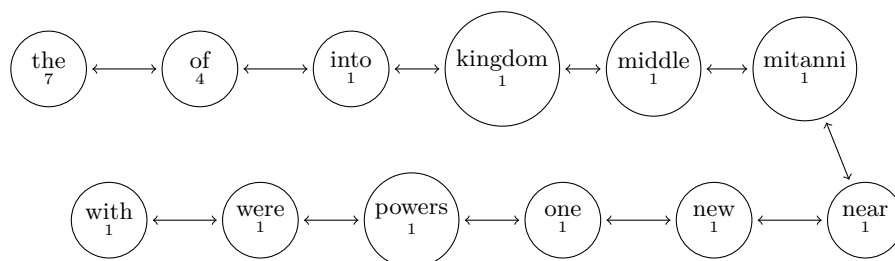 the of into kingdom middle mitanni
7 4 1 1 1 1
with were powers one new near
1 1 1 1 1 1